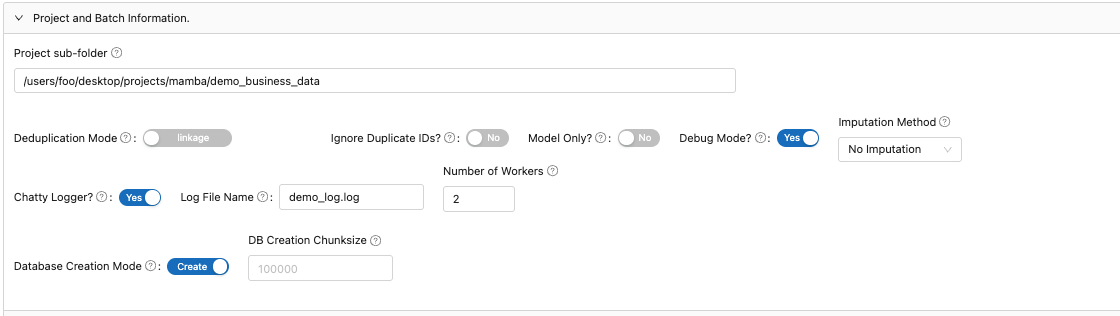 Project and Batch Information.
Project sub-folder
/users/foo/desktop/projects/mamba/demo_business_data
Imputation Method
Deduplication Mode : linkage Ignore Duplicate IDs? : No Model Only? : No Debug Mode? : Yes
No Imputation
Number of Workers
Chatty Logger? : Yes Log File Name : demo_log.log 2
DB Creation Chunksize
Database Creation Mode : Create 100000